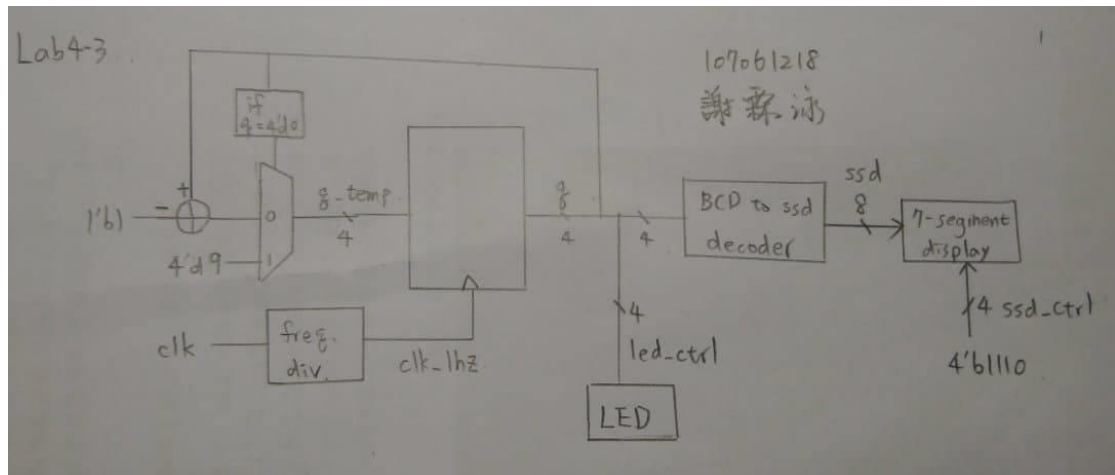 Lab4-3
1
107061218
謝霖泳
if
q=4'd0
+
-
1'b1
0
1
4'd9
q_temp
4
q
4
4
BCD to ssd
decoder
ssd
8
7-segment
display
4 ssd_ctrl
4'b1110
4
led_ctrl
LED
clk
freq.
div.
clk_1hz